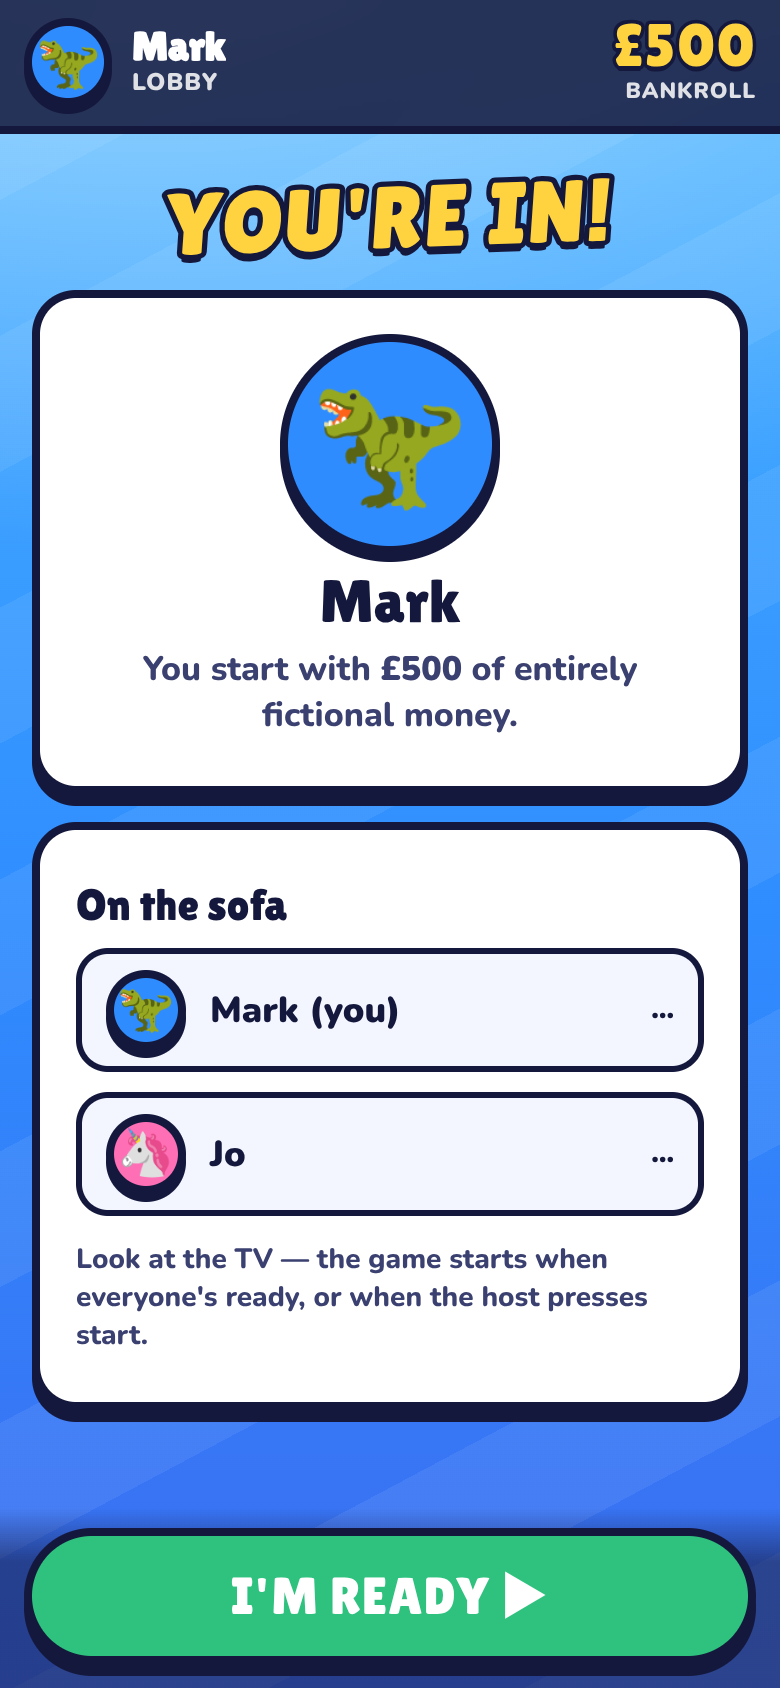 Mark
LOBBY
£500
BANKROLL
YOU'RE IN!
Mark
You start with £500 of entirely
fictional money.
On the sofa
Mark (you)
...
Jo
...
Look at the TV — the game starts when
everyone's ready, or when the host presses
start.
I'M READY ▶